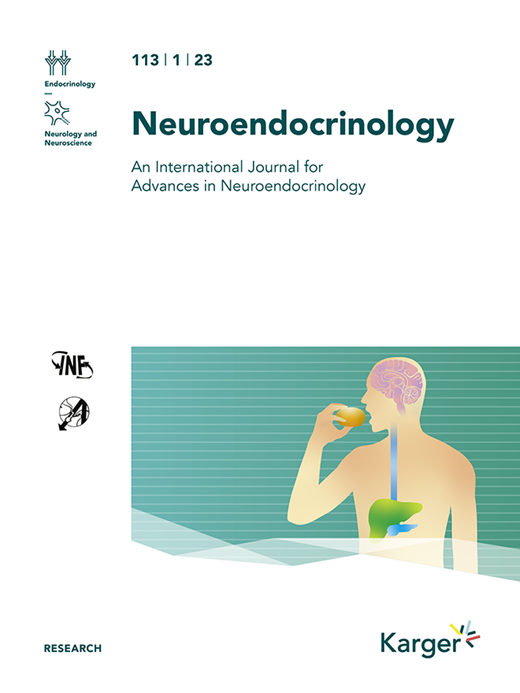 113 | 1 | 23
Endocrinology
Neurology and
Neuroscience
Neuroendocrinology
An International Journal for
Advances in Neuroendocrinology
INF
RESEARCH
Karger